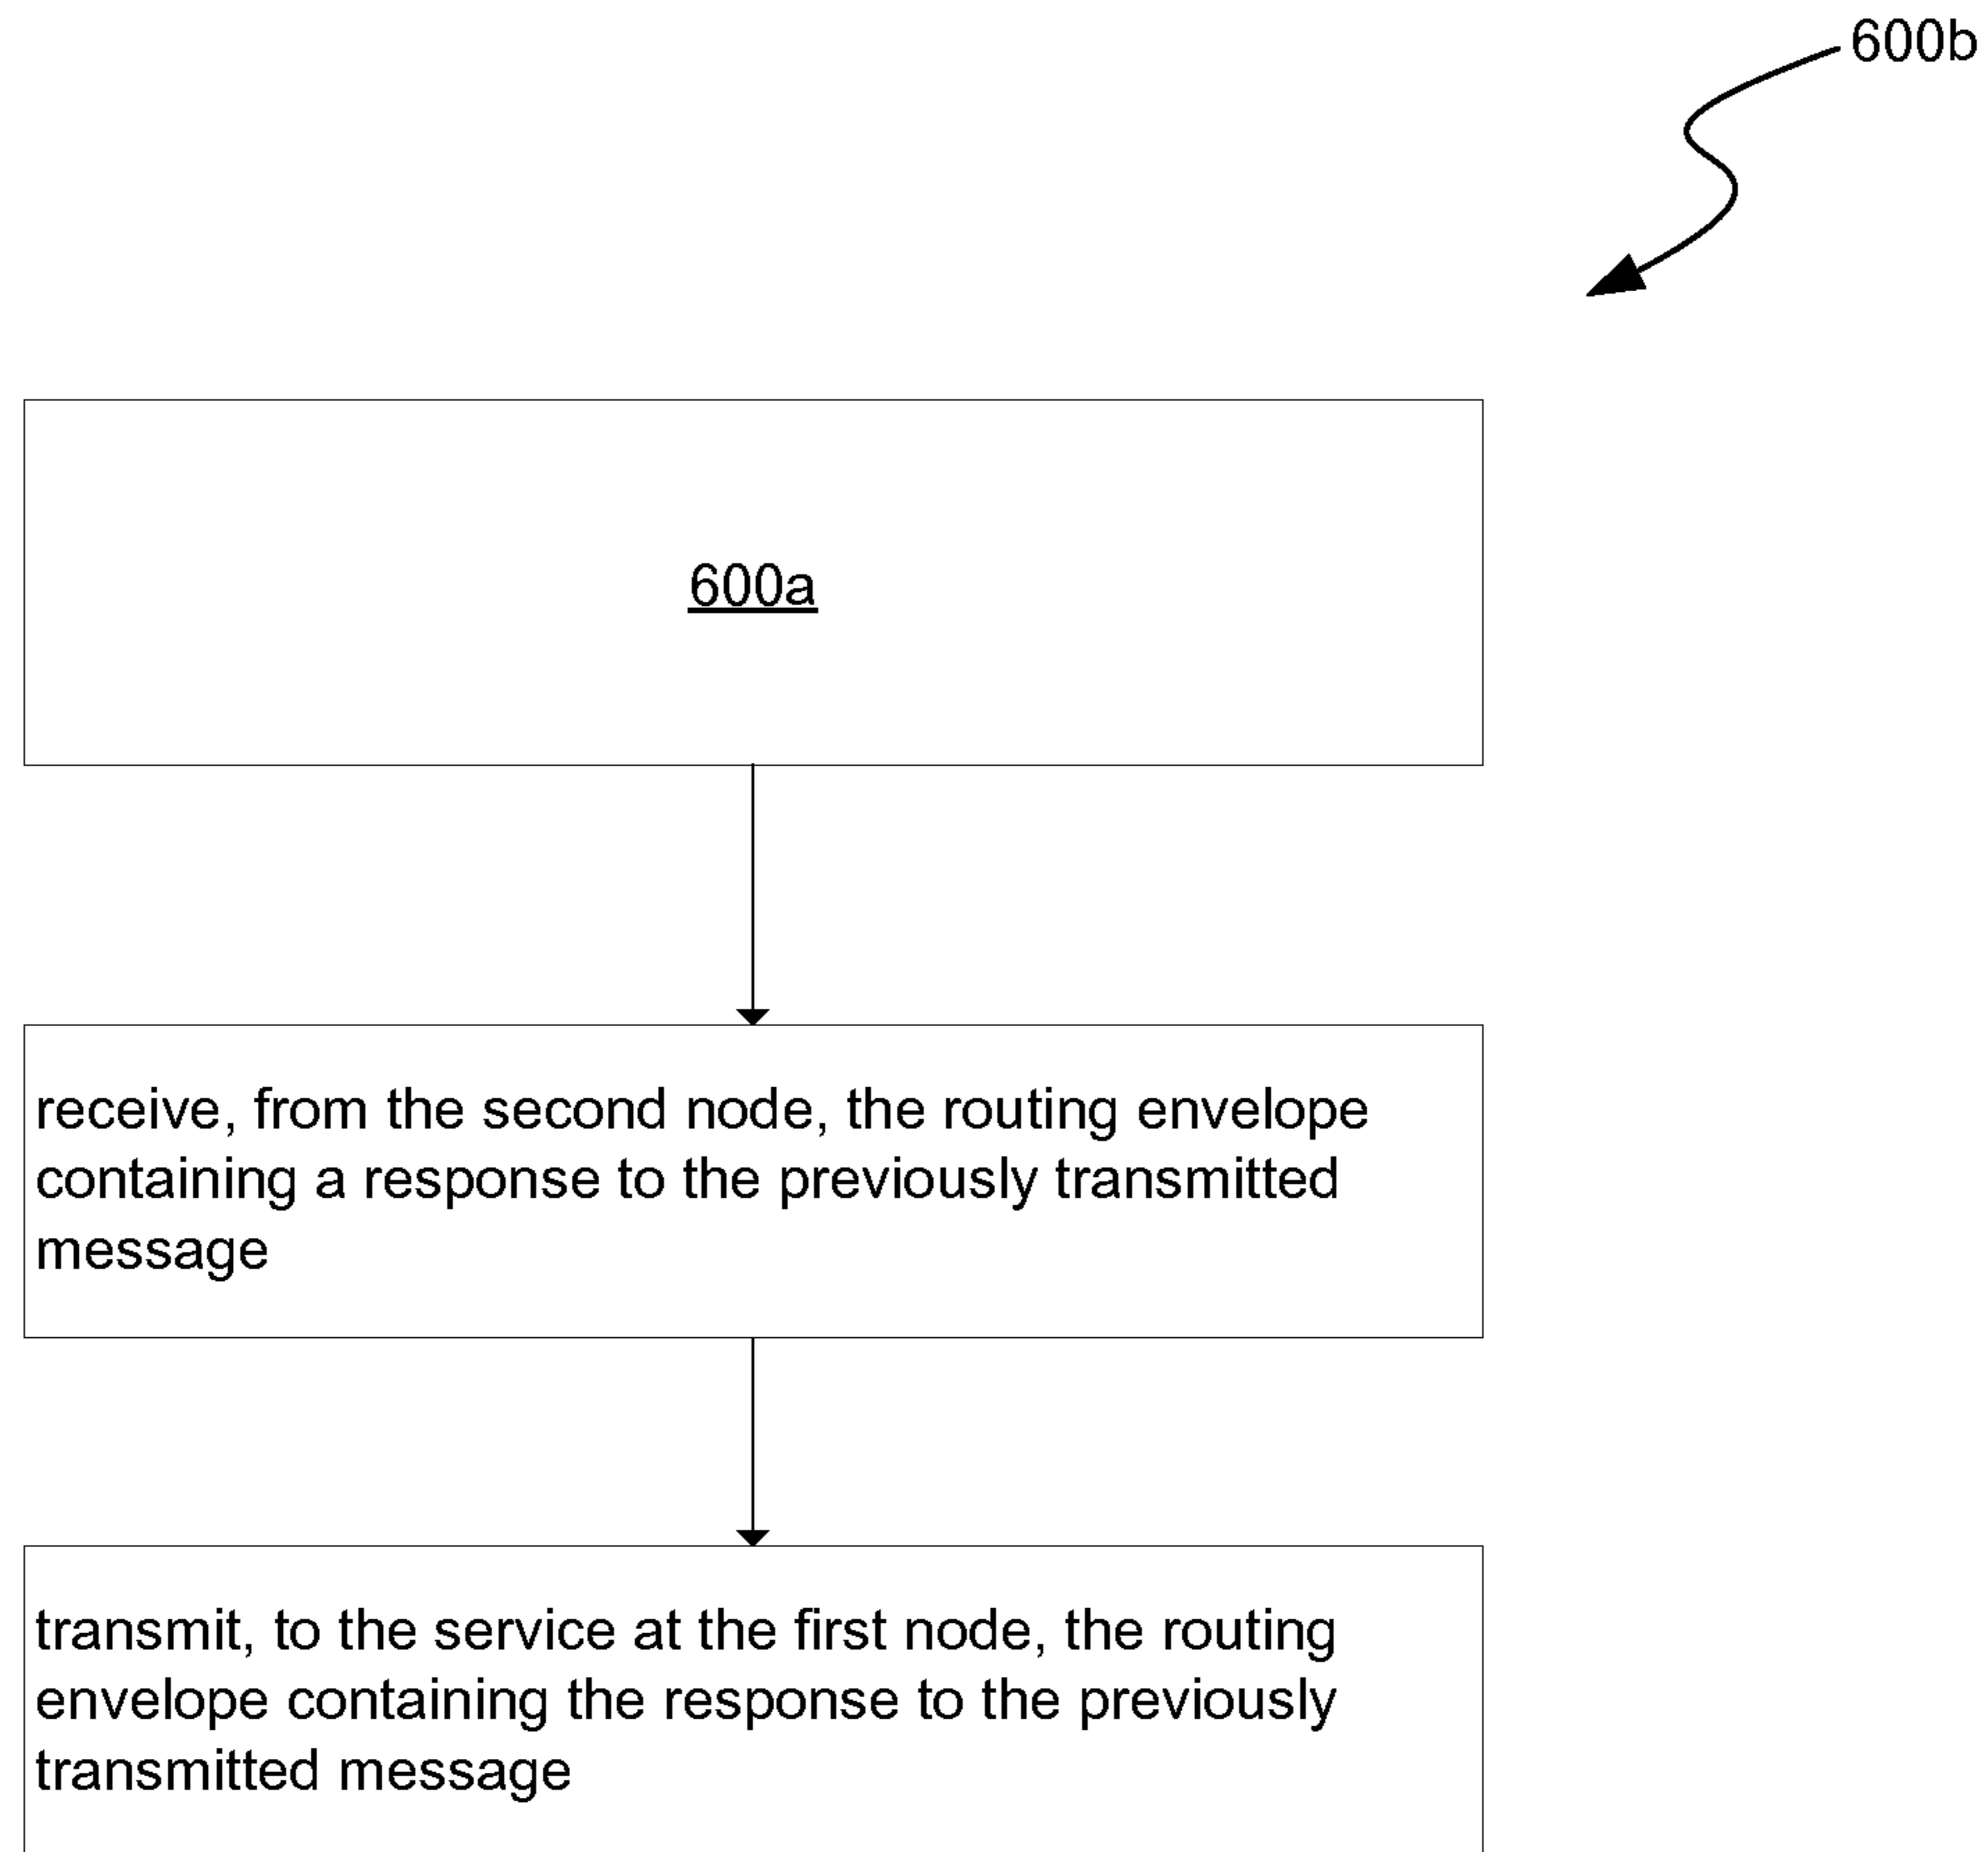 600b
600a
receive, from the second node, the routing envelope
containing a response to the previously transmitted
message
transmit, to the service at the first node, the routing
envelope containing the response to the previously
transmitted message